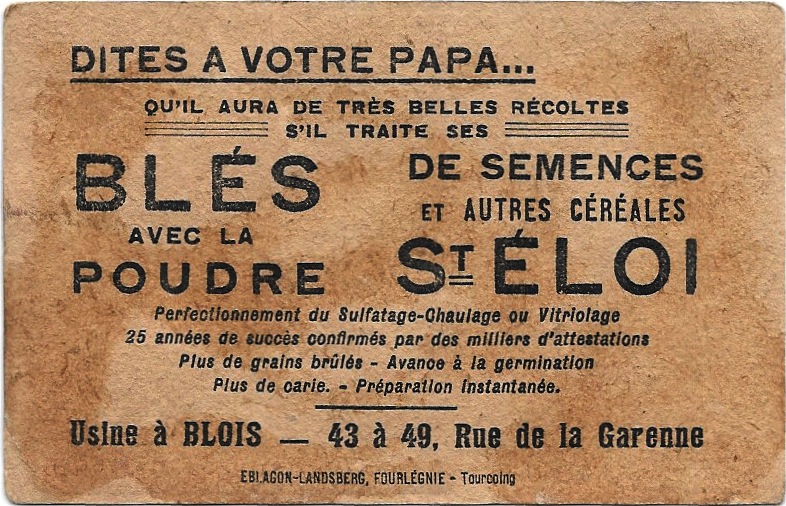 DITES A VOTRE PAPA...
QU'IL AURA DE TRÈS BELLES RÉCOLTES
S'IL TRAITE SES
BLÉS DE SEMENCES
ET AUTRES CÉRÉALES
AVEC LA
POUDRE ST ÉLOI
Perfectionnement du Sulfatage-Chaulage ou Vitriolage
25 années de succès confirmés par des milliers d'attestations
Plus de grains brûlés - Avance à la germination
Plus de carie. - Préparation instantanée.
Usine à BLOIS — 43 à 49, Rue de la Garenne
EBLAGON-LANDSBERG, FOURLÉGNIE - Tourcoing